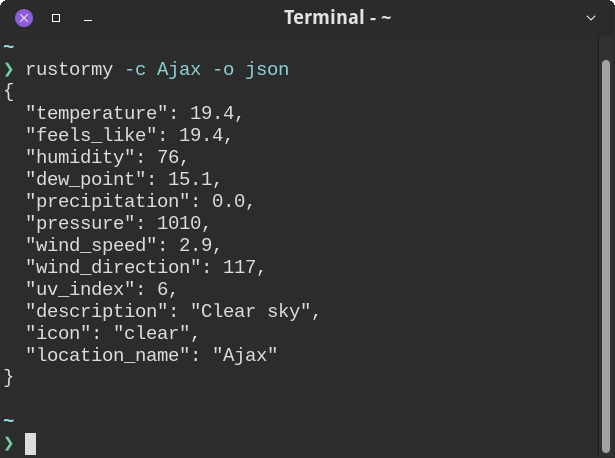 Terminal - ~
~
❯ rustormy -c Ajax -o json
{
  "temperature": 19.4,
  "feels_like": 19.4,
  "humidity": 76,
  "dew_point": 15.1,
  "precipitation": 0.0,
  "pressure": 1010,
  "wind_speed": 2.9,
  "wind_direction": 117,
  "uv_index": 6,
  "description": "Clear sky",
  "icon": "clear",
  "location_name": "Ajax"
}
~
❯